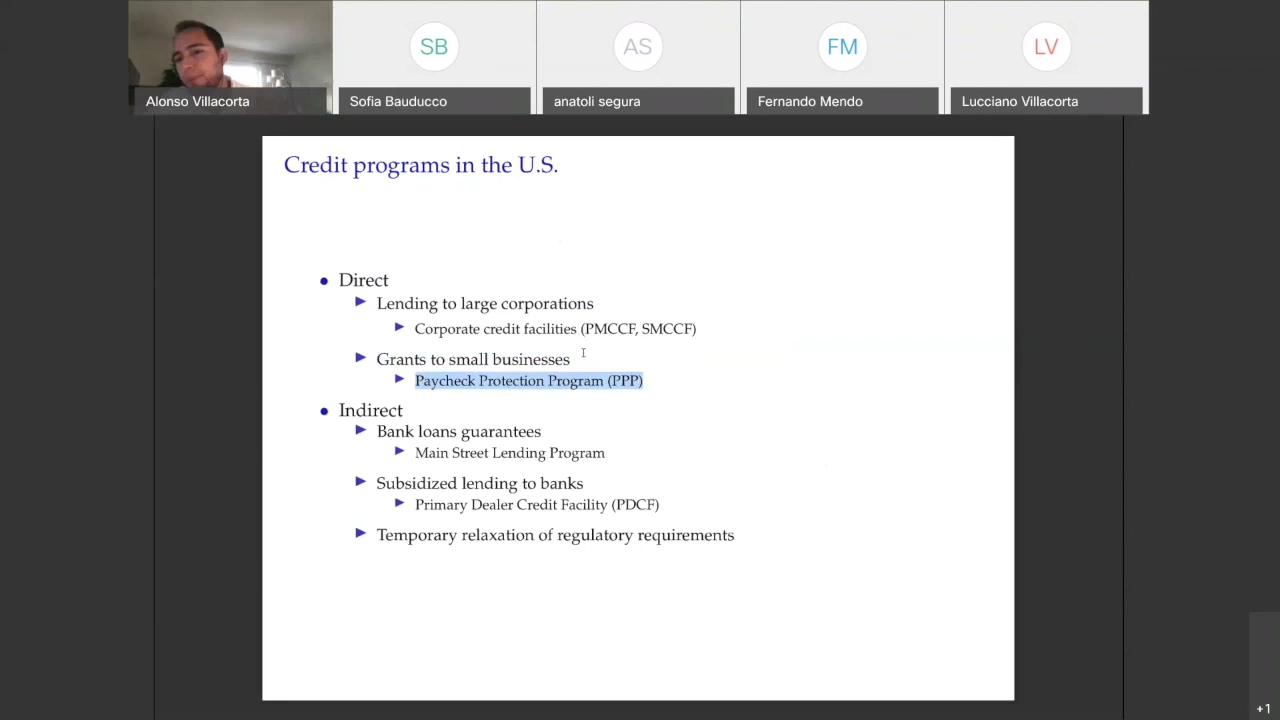 SB
AS
FM
LV
Alonso Villacorta
Sofia Bauducco
anatoli segura
Fernando Mendo
Lucciano Villacorta
Credit programs in the U.S.
Direct
Lending to large corporations
Corporate credit facilities (PMCCF, SMCCF)
Grants to small businesses
Paycheck Protection Program (PPP)
Indirect
Bank loans guarantees
Main Street Lending Program
Subsidized lending to banks
Primary Dealer Credit Facility (PDCF)
Temporary relaxation of regulatory requirements
+1